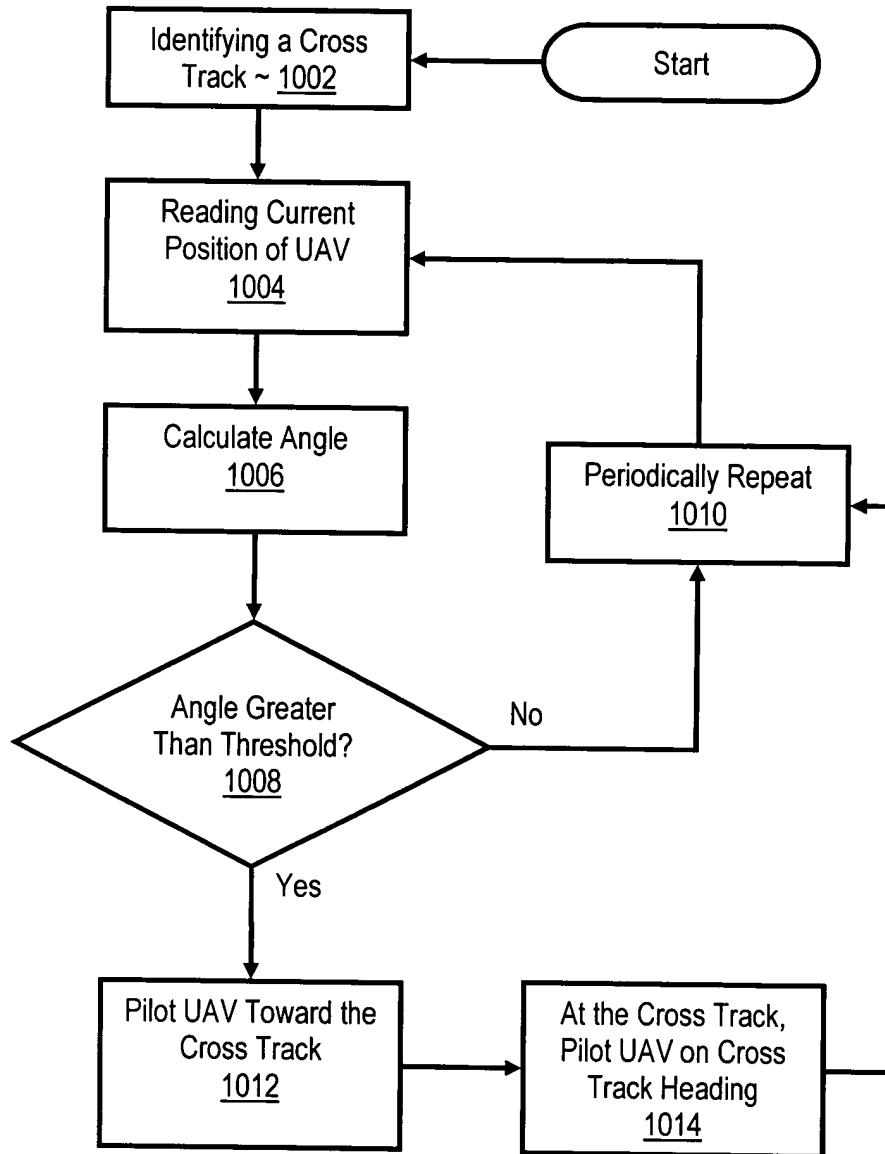 Start
Identifying a Cross
Track ~ 1002
Reading Current
Position of UAV
1004
Calculate Angle
1006
Periodically Repeat
1010
Angle Greater
Than Threshold?
1008
No
Yes
Pilot UAV Toward the
Cross Track
1012
At the Cross Track,
Pilot UAV on Cross
Track Heading
1014